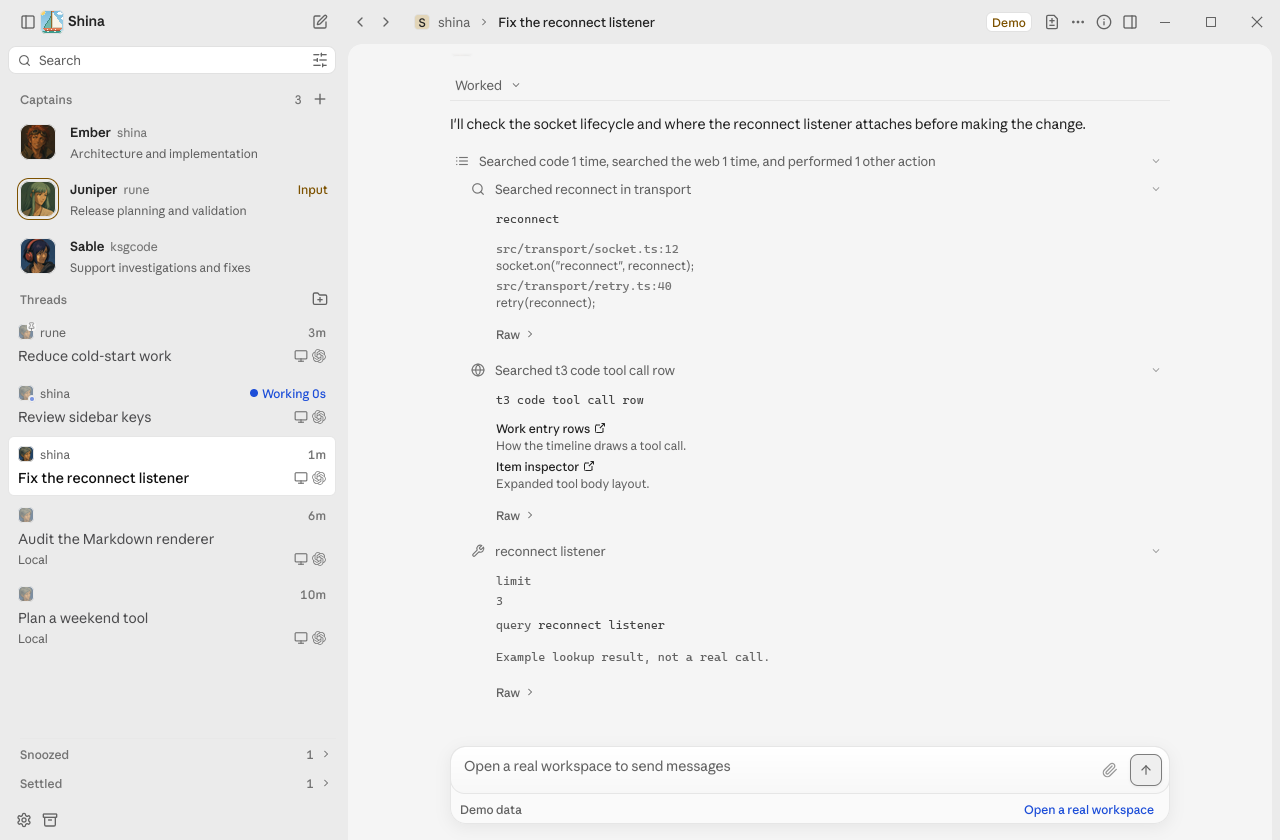 Shina
Search
Captains 3
Ember shina
Architecture and implementation
Juniper rune Input
Release planning and validation
Sable ksgcode
Support investigations and fixes
Threads
rune 3m
Reduce cold-start work
shina Working 0s
Review sidebar keys
shina 1m
Fix the reconnect listener
6m
Audit the Markdown renderer
Local
10m
Plan a weekend tool
Local
Snoozed 1
Settled 1
S shina Fix the reconnect listener Demo
Worked
I'll check the socket lifecycle and where the reconnect listener attaches before making the change.
Searched code 1 time, searched the web 1 time, and performed 1 other action
Searched reconnect in transport
reconnect
src/transport/socket.ts:12
socket.on("reconnect", reconnect);
src/transport/retry.ts:40
retry(reconnect);
Raw
Searched t3 code tool call row
t3 code tool call row
Work entry rows
How the timeline draws a tool call.
Item inspector
Expanded tool body layout.
Raw
reconnect listener
limit
3
query reconnect listener
Example lookup result, not a real call.
Raw
Open a real workspace to send messages
Demo data Open a real workspace